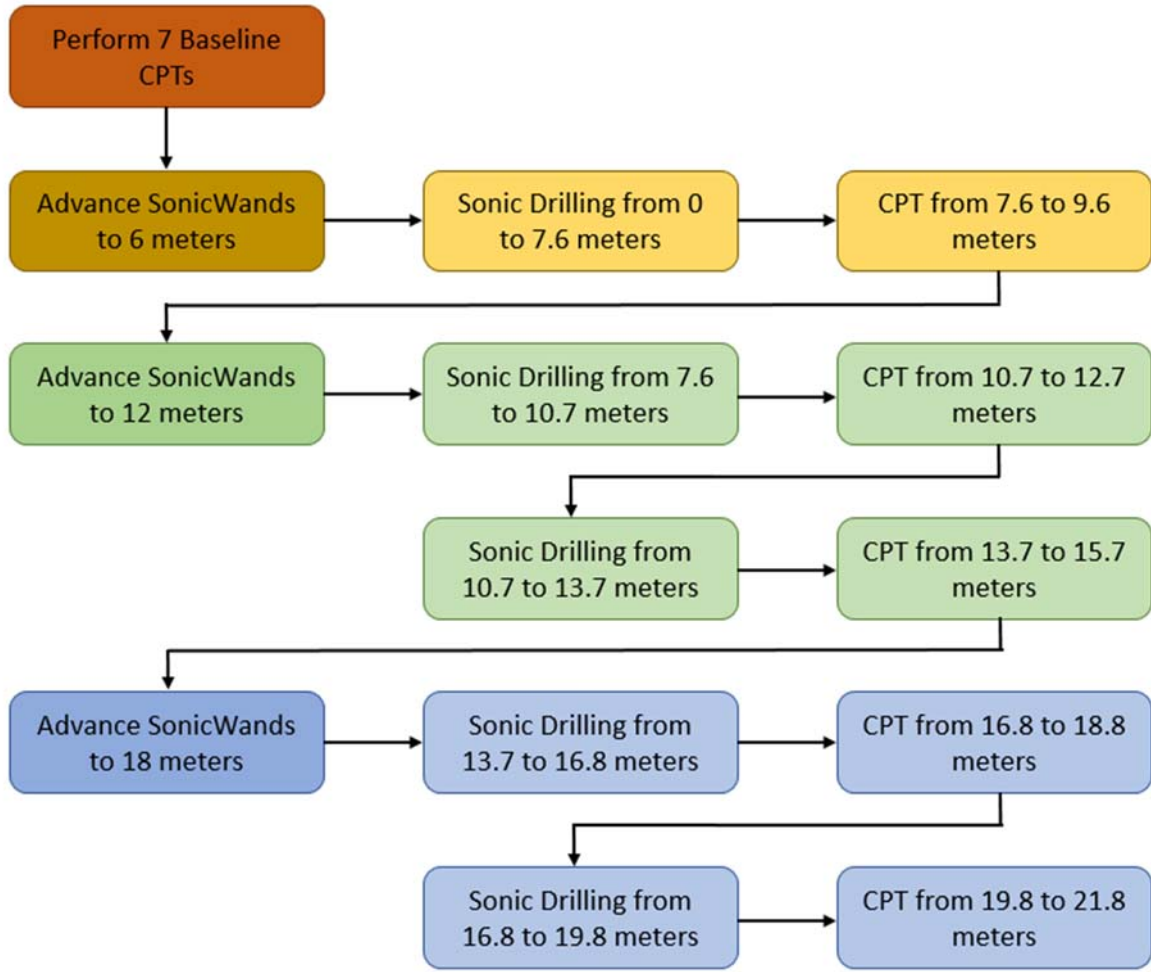 Perform 7 Baseline
CPTs
Advance SonicWands
to 6 meters
Sonic Drilling from 0
to 7.6 meters
CPT from 7.6 to 9.6
meters
Advance SonicWands
to 12 meters
Sonic Drilling from 7.6
to 10.7 meters
CPT from 10.7 to 12.7
meters
Sonic Drilling from
10.7 to 13.7 meters
CPT from 13.7 to 15.7
meters
Advance SonicWands
to 18 meters
Sonic Drilling from
13.7 to 16.8 meters
CPT from 16.8 to 18.8
meters
Sonic Drilling from
16.8 to 19.8 meters
CPT from 19.8 to 21.8
meters